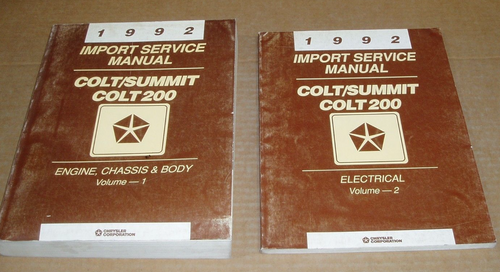 1992
IMPORT SERVICE
MANUAL
COLT/SUMMIT
COLT 200
ENGINE, CHASSIS & BODY
Volume — 1
CHRYSLER
CORPORATION
1992
IMPORT SERVICE
MANUAL
COLT/SUMMIT
COLT 200
ELECTRICAL
Volume — 2
CHRYSLER
CORPORATION